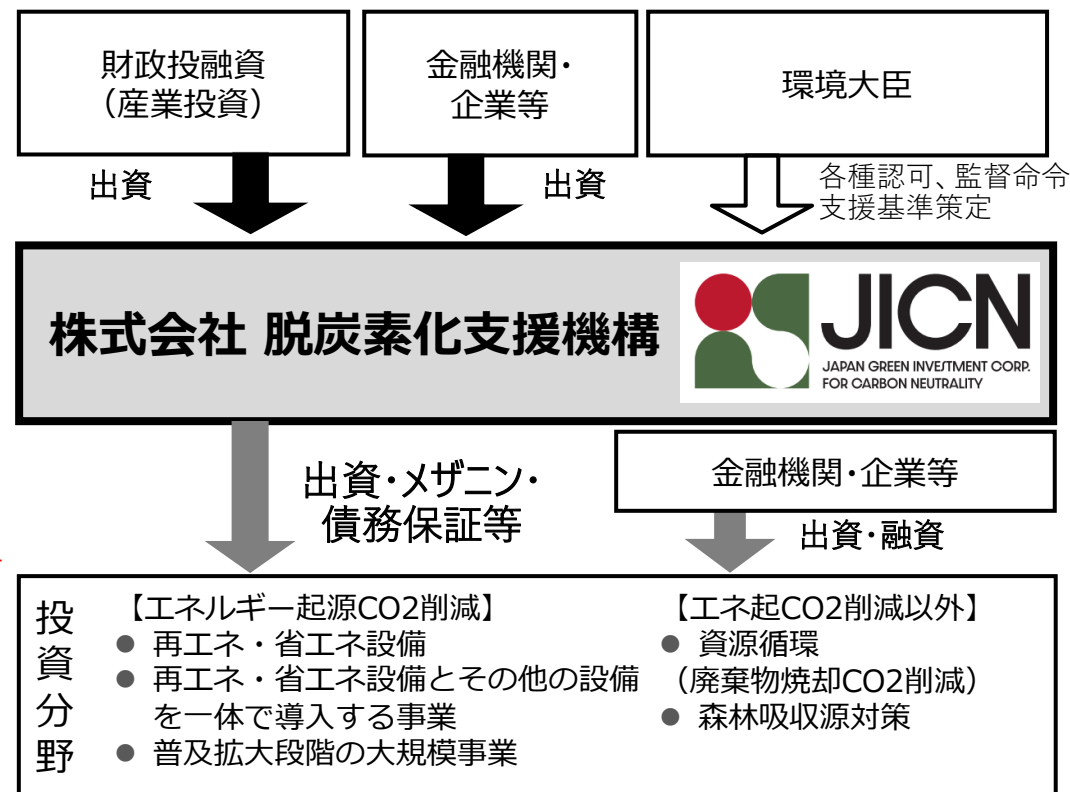 財政投融資
（産業投資）
金融機関・
企業等
環境大臣
出資
出資
各種認可、監督命令
支援基準策定
株式会社 脱炭素化支援機構
JICN
JAPAN GREEN INVESTMENT CORP.
FOR CARBON NEUTRALITY
出資・メザニン・
債務保証等
金融機関・企業等
出資・融資
投資分野
【エネルギー起源CO2削減】
● 再エネ・省エネ設備
● 再エネ・省エネ設備とその他の設備
を一体で導入する事業
● 普及拡大段階の大規模事業
【エネ起CO2削減以外】
● 資源循環
（廃棄物焼却CO2削減）
● 森林吸収源対策